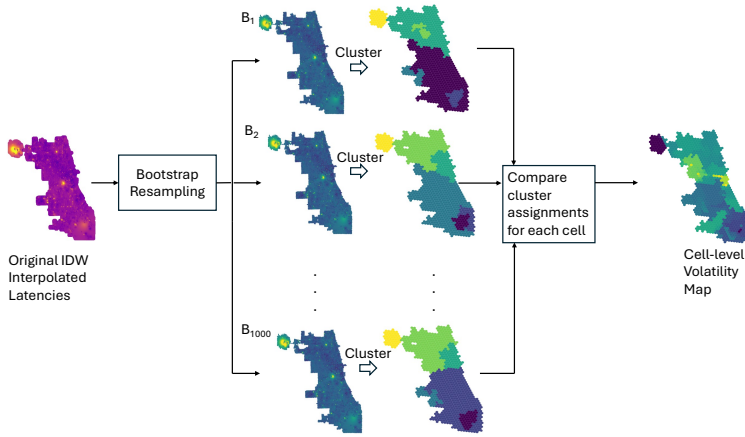 B1
Cluster
B2
Cluster
Bootstrap
Resampling
Compare
cluster
assignments
for each cell
Original IDW
Interpolated
Latencies
Cell-level
Volatility
Map
. .
. .
. .
B1000
Cluster